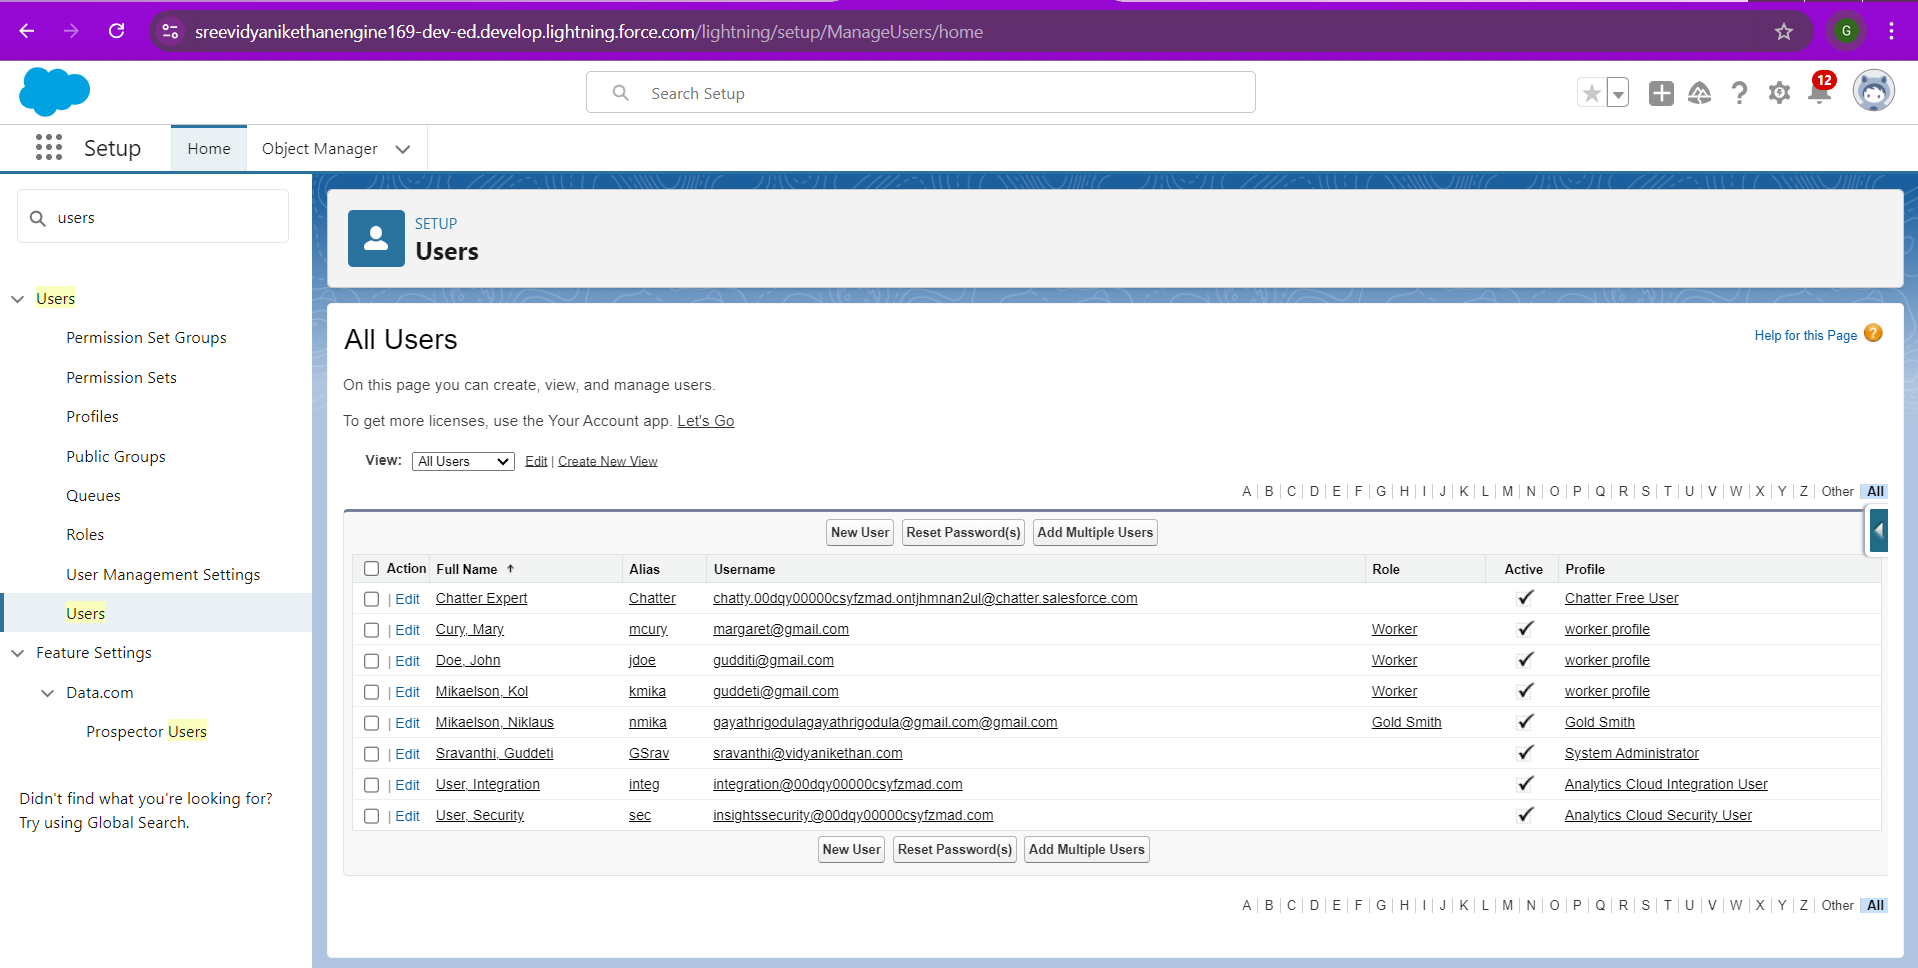 sreevidyanikethanengine169-dev-ed.develop.lightning.force.com/lightning/setup/ManageUsers/home
G
Search Setup
12
Setup
Home
Object Manager
users
SETUP
Users
Users
Permission Set Groups
Permission Sets
Profiles
Public Groups
Queues
Roles
User Management Settings
Users
Feature Settings
Data.com
Prospector Users
Didn't find what you're looking for?
Try using Global Search.
All Users
Help for this Page ?
On this page you can create, view, and manage users.
To get more licenses, use the Your Account app. Let's Go
View: All Users Edit | Create New View
A | B | C | D | E | F | G | H | I | J | K | L | M | N | O | P | Q | R | S | T | U | V | W | X | Y | Z | Other | All
New User Reset Password(s) Add Multiple Users
Action Full Name ↑ Alias Username Role Active Profile
| Edit Chatter Expert Chatter chatty.00dqy00000csyfzmad.ontjhmnan2ul@chatter.salesforce.com ✓ Chatter Free User
| Edit Cury, Mary mcury margaret@gmail.com Worker ✓ worker profile
| Edit Doe, John jdoe gudditi@gmail.com Worker ✓ worker profile
| Edit Mikaelson, Kol kmika guddeti@gmail.com Worker ✓ worker profile
| Edit Mikaelson, Niklaus nmika gayathrigodulagayathrigodula@gmail.com@gmail.com Gold Smith ✓ Gold Smith
| Edit Sravanthi, Guddeti GSrav sravanthi@vidyanikethan.com ✓ System Administrator
| Edit User, Integration integ integration@00dqy00000csyfzmad.com ✓ Analytics Cloud Integration User
| Edit User, Security sec insightssecurity@00dqy00000csyfzmad.com ✓ Analytics Cloud Security User
New User Reset Password(s) Add Multiple Users
A | B | C | D | E | F | G | H | I | J | K | L | M | N | O | P | Q | R | S | T | U | V | W | X | Y | Z | Other | All